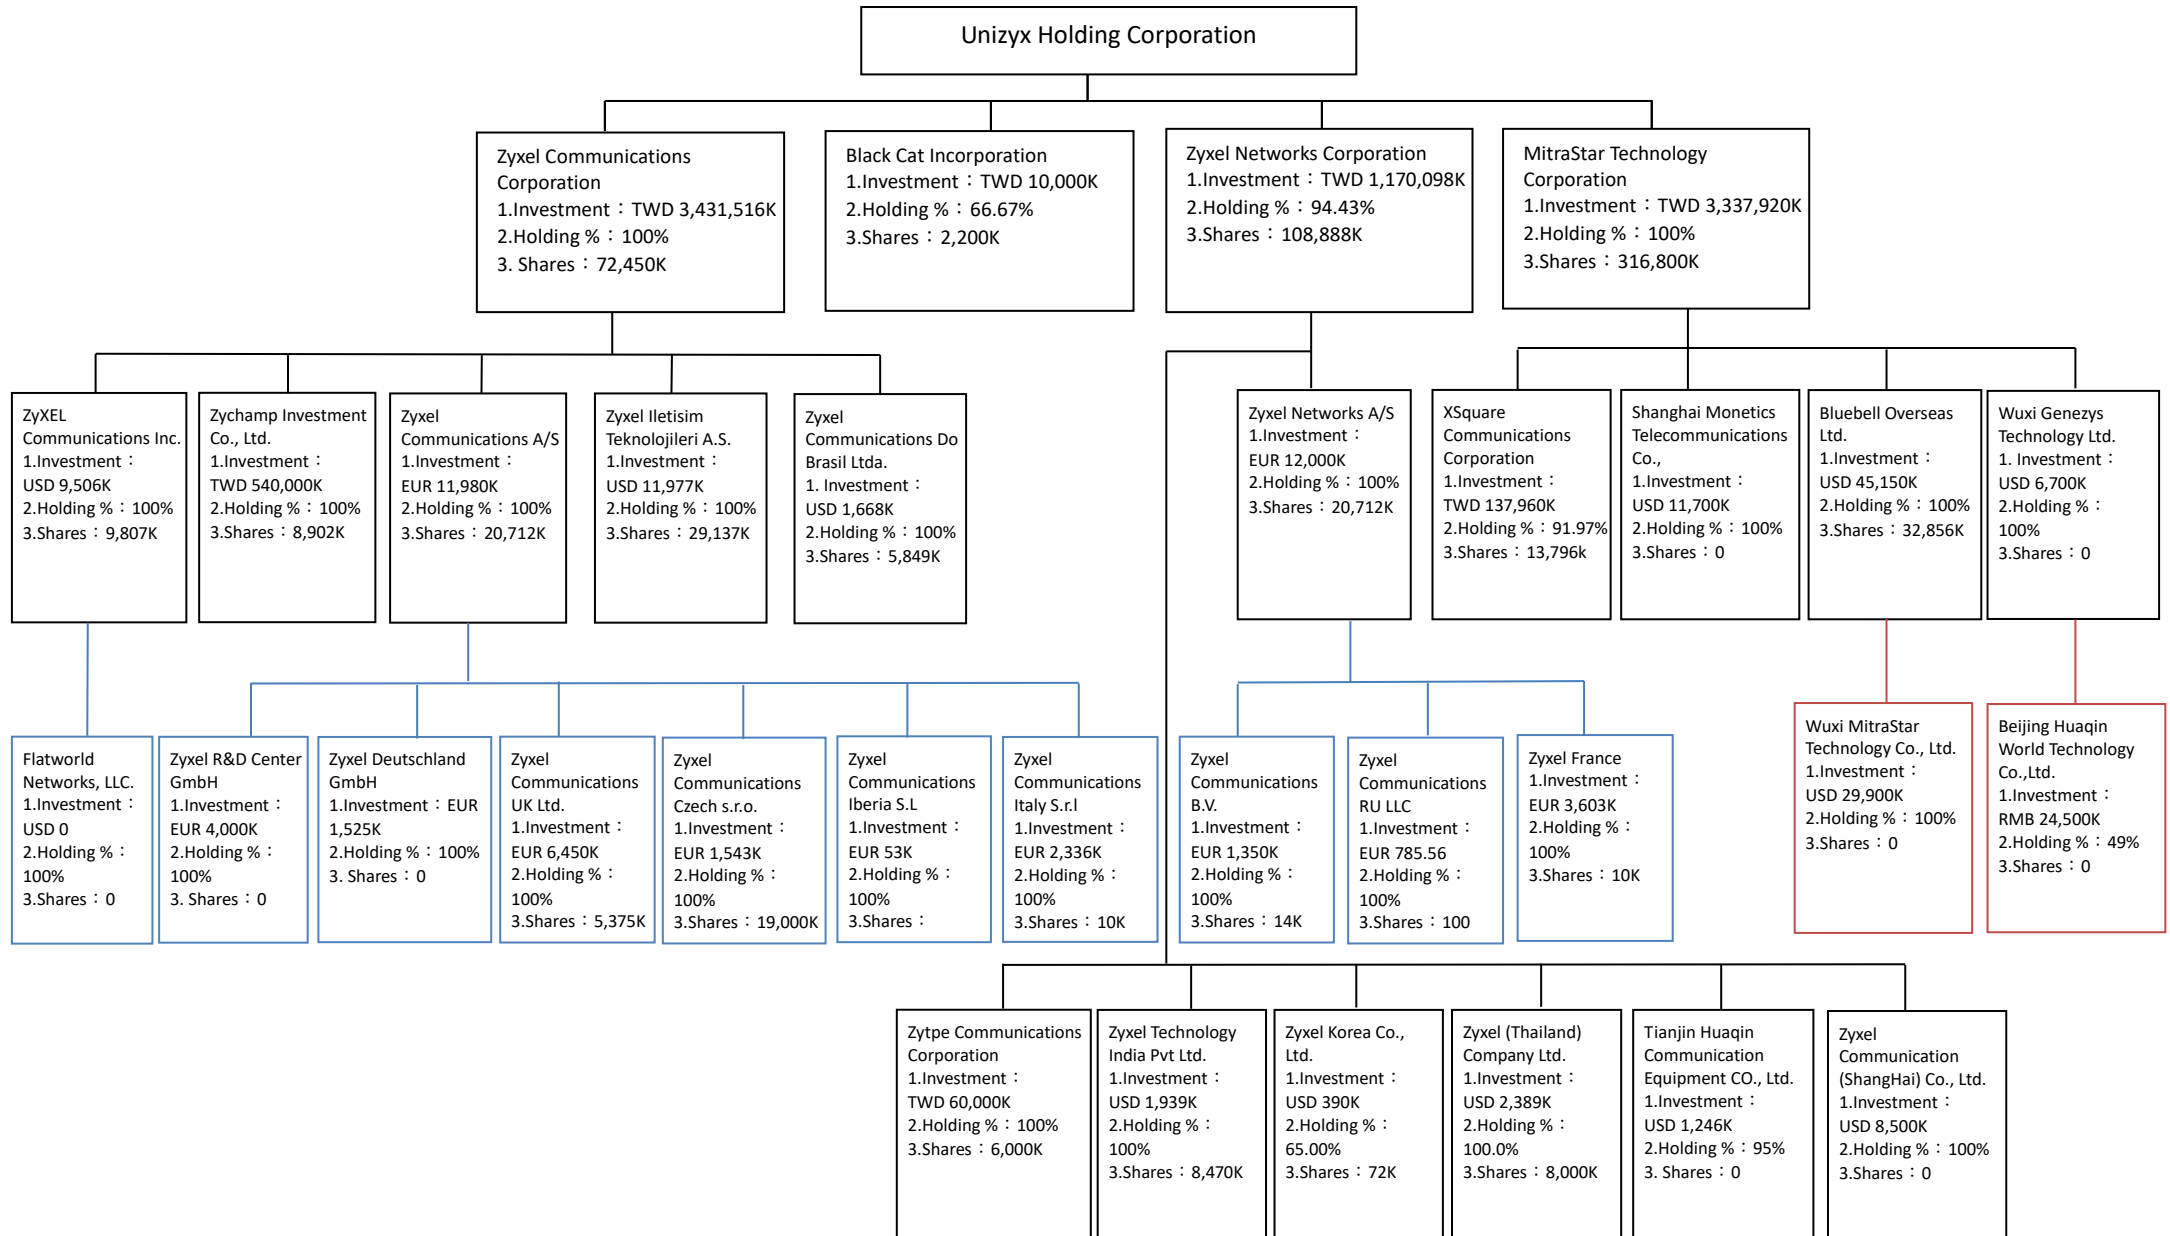 Unizyx Holding Corporation
Zyxel Communications
Corporation
1.Investment：TWD 3,431,516K
2.Holding %：100%
3. Shares：72,450K
Black Cat Incorporation
1.Investment：TWD 10,000K
2.Holding %：66.67%
3.Shares：2,200K
Zyxel Networks Corporation
1.Investment：TWD 1,170,098K
2.Holding %：94.43%
3.Shares：108,888K
MitraStar Technology
Corporation
1.Investment：TWD 3,337,920K
2.Holding %：100%
3.Shares：316,800K
ZyXEL
Communications Inc.
1.Investment：
USD 9,506K
2.Holding %：100%
3.Shares：9,807K
Zychamp Investment
Co., Ltd.
1.Investment：
TWD 540,000K
2.Holding %：100%
3.Shares：8,902K
Zyxel
Communications A/S
1.Investment：
EUR 11,980K
2.Holding %：100%
3.Shares：20,712K
Zyxel Iletisim
Teknolojileri A.S.
1.Investment：
USD 11,977K
2.Holding %：100%
3.Shares：29,137K
Zyxel
Communications Do
Brasil Ltda.
1. Investment：
USD 1,668K
2.Holding %：100%
3.Shares：5,849K
Zyxel Networks A/S
1.Investment：
EUR 12,000K
2.Holding %：100%
3.Shares：20,712K
XSquare
Communications
Corporation
1.Investment：
TWD 137,960K
2.Holding %：91.97%
3.Shares：13,796k
Shanghai Monetics
Telecommunications
Co.,
1.Investment：
USD 11,700K
2.Holding %：100%
3.Shares：0
Bluebell Overseas
Ltd.
1.Investment：
USD 45,150K
2.Holding %：100%
3.Shares：32,856K
Wuxi Genezys
Technology Ltd.
1. Investment：
USD 6,700K
2.Holding %：
100%
3.Shares：0
Flatworld
Networks, LLC.
1.Investment：
USD 0
2.Holding %：
100%
3.Shares：0
Zyxel R&D Center
GmbH
1.Investment：
EUR 4,000K
2.Holding %：
100%
3. Shares：0
Zyxel Deutschland
GmbH
1.Investment：EUR
1,525K
2.Holding %：100%
3. Shares：0
Zyxel
Communications
UK Ltd.
1.Investment：
EUR 6,450K
2.Holding %：
100%
3.Shares：5,375K
Zyxel
Communications
Czech s.r.o.
1.Investment：
EUR 1,543K
2.Holding %：
100%
3.Shares：19,000K
Zyxel
Communications
Iberia S.L
1.Investment：
EUR 53K
2.Holding %：
100%
3.Shares：
Zyxel
Communications
Italy S.r.l
1.Investment：
EUR 2,336K
2.Holding %：
100%
3.Shares：10K
Zyxel
Communications
B.V.
1.Investment：
EUR 1,350K
2.Holding %：
100%
3.Shares：14K
Zyxel
Communications
RU LLC
1.Investment：
EUR 785.56
2.Holding %：
100%
3.Shares：100
Zyxel France
1.Investment：
EUR 3,603K
2.Holding %：
100%
3.Shares：10K
Wuxi MitraStar
Technology Co., Ltd.
1.Investment：
USD 29,900K
2.Holding %：100%
3.Shares：0
Beijing Huaqin
World Technology
Co.,Ltd.
1.Investment：
RMB 24,500K
2.Holding %：49%
3.Shares：0
Zytpe Communications
Corporation
1.Investment：
TWD 60,000K
2.Holding %：100%
3.Shares：6,000K
Zyxel Technology
India Pvt Ltd.
1.Investment：
USD 1,939K
2.Holding %：
100%
3.Shares：8,470K
Zyxel Korea Co.,
Ltd.
1.Investment：
USD 390K
2.Holding %：
65.00%
3.Shares：72K
Zyxel (Thailand)
Company Ltd.
1.Investment：
USD 2,389K
2.Holding %：
100.0%
3.Shares：8,000K
Tianjin Huaqin
Communication
Equipment CO., Ltd.
1.Investment：
USD 1,246K
2.Holding %：95%
3. Shares：0
Zyxel
Communication
(ShangHai) Co., Ltd.
1.Investment：
USD 8,500K
2.Holding %：100%
3.Shares：0